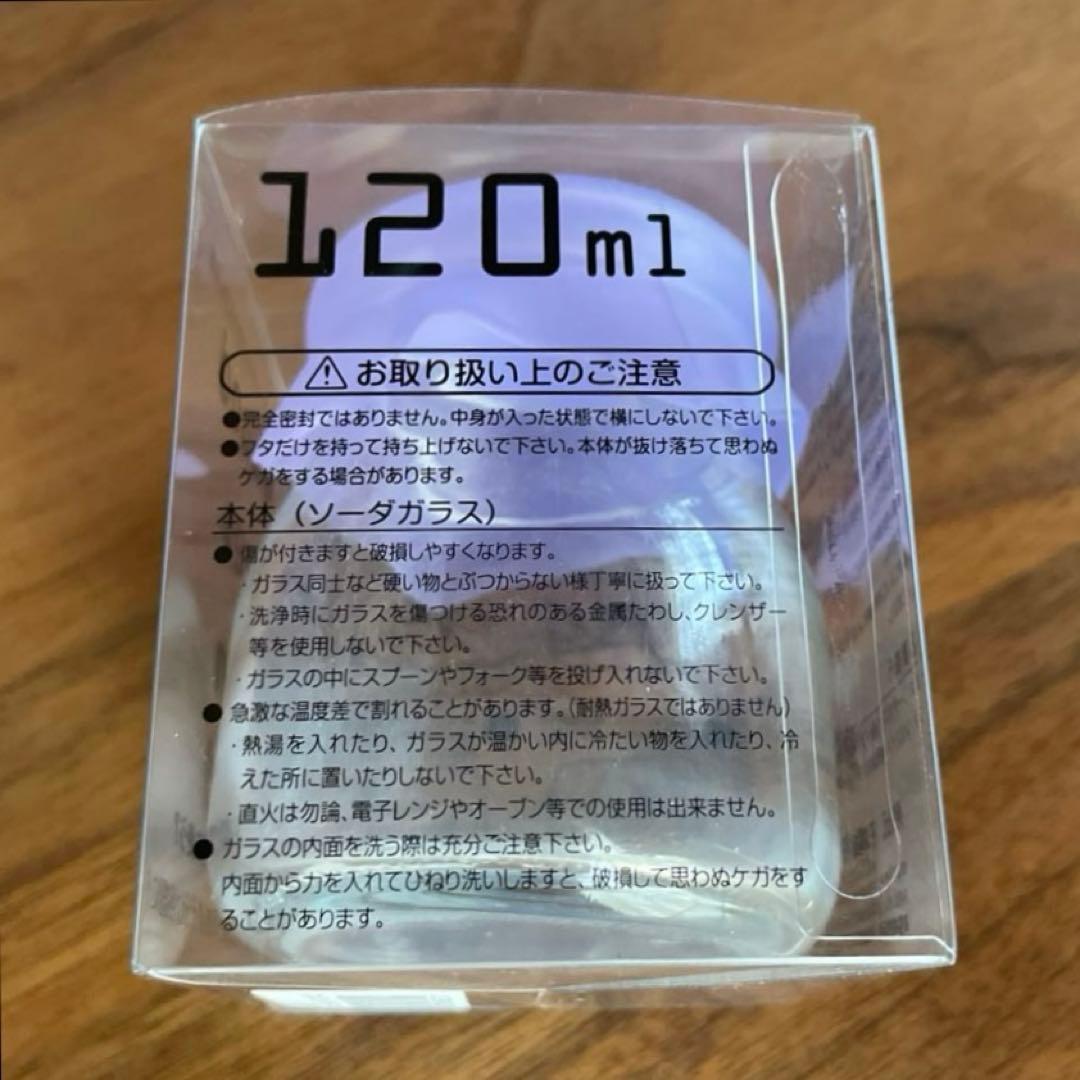 120ml
⚠お取り扱い上のご注意
●完全密封ではありません。中身が入った状態で横にしないで下さい。
●フタだけを持って持ち上げないで下さい。本体が抜け落ちて思わぬ
ケガをする場合があります。
本体（ソーダガラス）
●傷が付きますと破損しやすくなります。
・ガラス同士など硬い物とぶつからない様丁寧に扱って下さい。
・洗浄時にガラスを傷つける恐れのある金属たわし、クレンザー
等を使用しないで下さい。
・ガラスの中にスプーンやフォーク等を投げ入れないで下さい。
●急激な温度差で割れることがあります。（耐熱ガラスではありません）
・熱湯を入れたり、ガラスが温かい内に冷たい物を入れたり、冷
えた所に置いたりしないで下さい。
・直火は勿論、電子レンジやオーブン等での使用は出来ません。
●ガラスの内面を洗う際は充分ご注意下さい。
内面から力を入れてひねり洗いしますと、破損して思わぬケガをす
ることがあります。